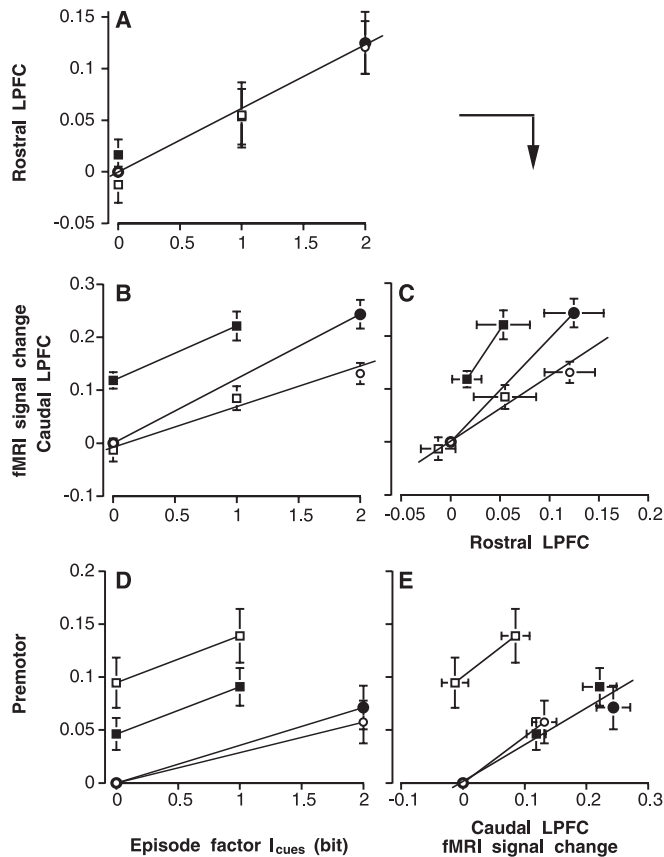 A
Rostral LPFC
0.15
0.1
0.05
0
-0.05
0 0.5 1 1.5 2
B
fMRI signal change
Caudal LPFC
0.3
0.2
0.1
0
-0.1
0 0.5 1 1.5 2
C
-0.05 0 0.05 0.1 0.15 0.2
Rostral LPFC
D
Premotor
0.2
0.15
0.1
0.05
0
0 0.5 1 1.5 2
Episode factor Icues (bit)
E
-0.1 0 0.1 0.2 0.3
Caudal LPFC
fMRI signal change